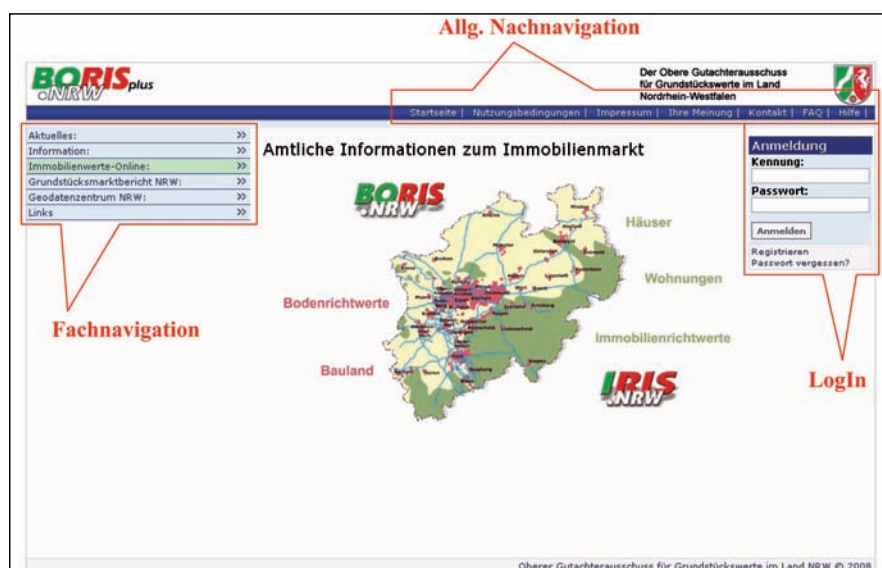 Allg. Nachnavigation
BORIS plus
.NRW
Der Obere Gutachterausschuss
für Grundstückswerte im Land
Nordrhein-Westfalen
Startseite | Nutzungsbedingungen | Impressum | Ihre Meinung | Kontakt | FAQ | Hilfe |
Aktuelles: »
Information: »
Immobilienwerte-Online: »
Grundstücksmarktbericht NRW: »
Geodatenzentrum NRW: »
Links »
Fachnavigation
Amtliche Informationen zum Immobilienmarkt
BORIS
.NRW
Häuser
Wohnungen
Bodenrichtwerte
Immobilienrichtwerte
Bauland
IRIS
.NRW
Anmeldung
Kennung:
Passwort:
Anmelden
Registrieren
Passwort vergessen?
LogIn
Oberer Gutachterausschuss für Grundstückswerte im Land NRW © 2008